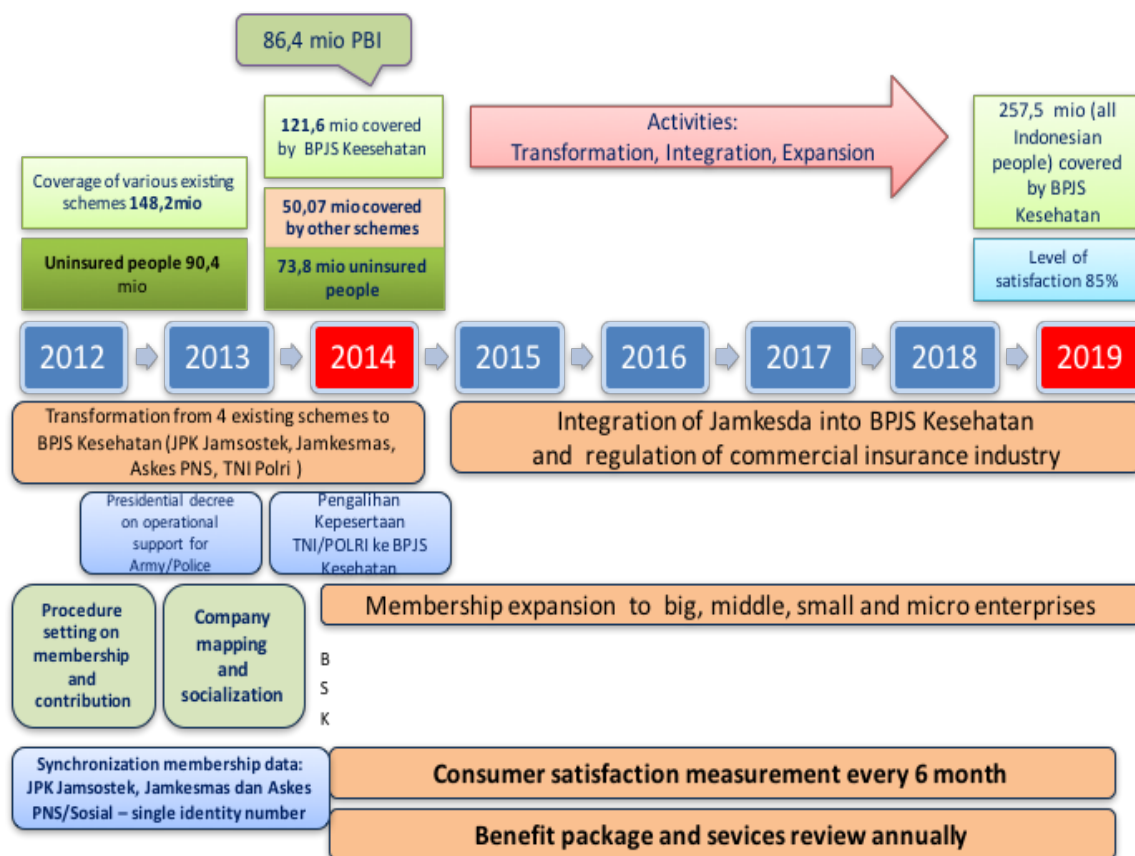 86,4 mio PBI
121,6 mio covered
by BPJS Keesehatan
Activities:
Transformation, Integration, Expansion
257,5 mio (all
Indonesian
people) covered
by BPJS
Kesehatan
Coverage of various existing
schemes 148,2mio
50,07 mio covered
by other schemes
Uninsured people 90,4
mio
73,8 mio uninsured
people
Level of
satisfaction 85%
2012
2013
2014
2015
2016
2017
2018
2019
Transformation from 4 existing schemes to
BPJS Kesehatan (JPK Jamsostek, Jamkesmas,
Askes PNS, TNI Polri )
Integration of Jamkesda into BPJS Kesehatan
and regulation of commercial insurance industry
Presidential decree
on operational
support for
Army/Police
Pengalihan
Kepesertaan
TNI/POLRI ke BPJS
Kesehatan
Procedure
setting on
membership
and
contribution
Company
mapping
and
socialization
Membership expansion to big, middle, small and micro enterprises
B
S
K
Synchronization membership data:
JPK Jamsostek, Jamkesmas dan Askes
PNS/Sosial – single identity number
Consumer satisfaction measurement every 6 month
Benefit package and sevices review annually